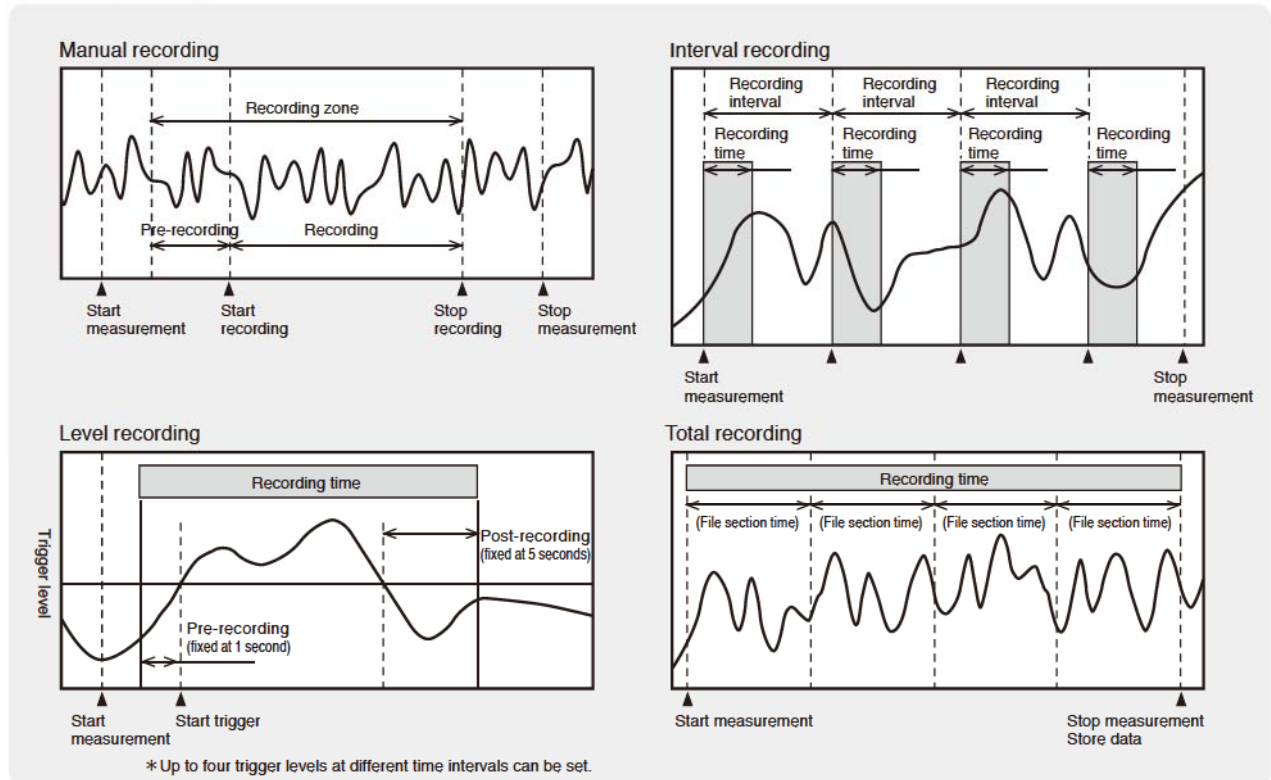 Manual recording
Recording zone
Pre-recording
Recording
Start
measurement
Start
recording
Stop
recording
Stop
measurement
Interval recording
Recording
interval
Recording
interval
Recording
interval
Recording
time
Recording
time
Recording
time
Recording
time
Start
measurement
Stop
measurement
Level recording
Trigger level
Recording time
Post-recording
(fixed at 5 seconds)
Pre-recording
(fixed at 1 second)
Start
measurement
Start trigger
*Up to four trigger levels at different time intervals can be set.
Total recording
Recording time
(File section time)
(File section time)
(File section time)
(File section time)
Start measurement
Stop measurement
Store data